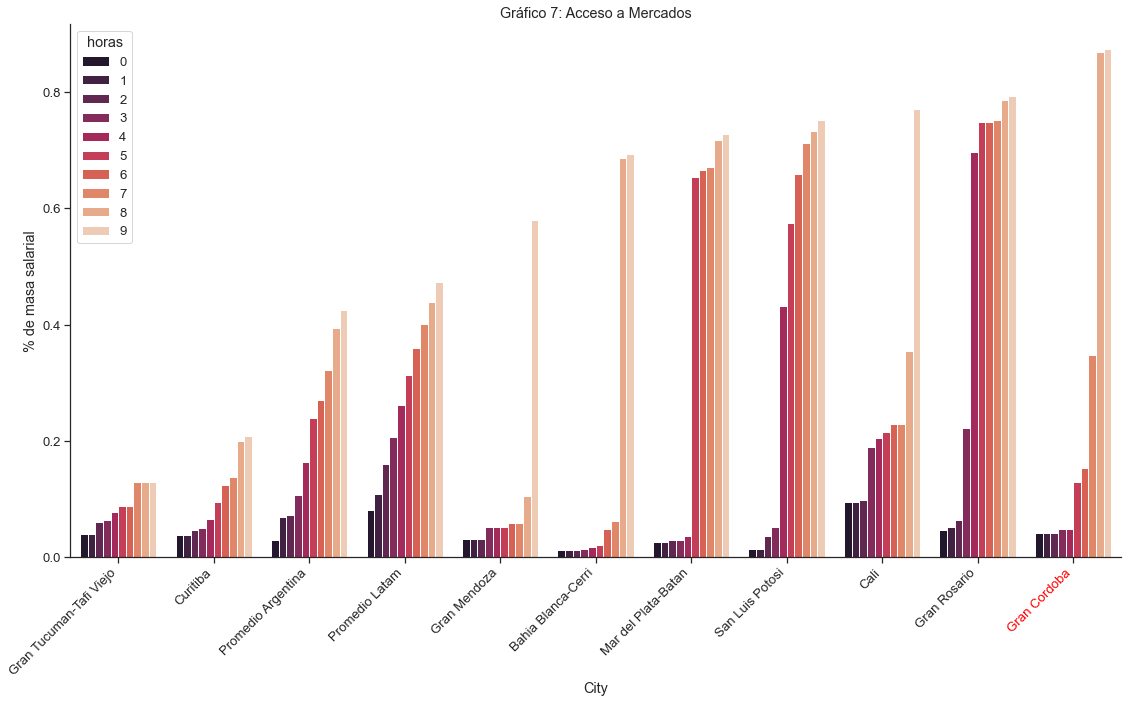 Gráfico 7: Acceso a Mercados
horas
0
1
2
3
4
5
6
7
8
9
% de masa salarial
0.8
0.6
0.4
0.2
0.0
Gran Tucuman-Tafi Viejo
Curitiba
Promedio Argentina
Promedio Latam
Gran Mendoza
Bahia Blanca-Cerri
Mar del Plata-Batan
San Luis Potosi
Cali
Gran Rosario
Gran Cordoba
City